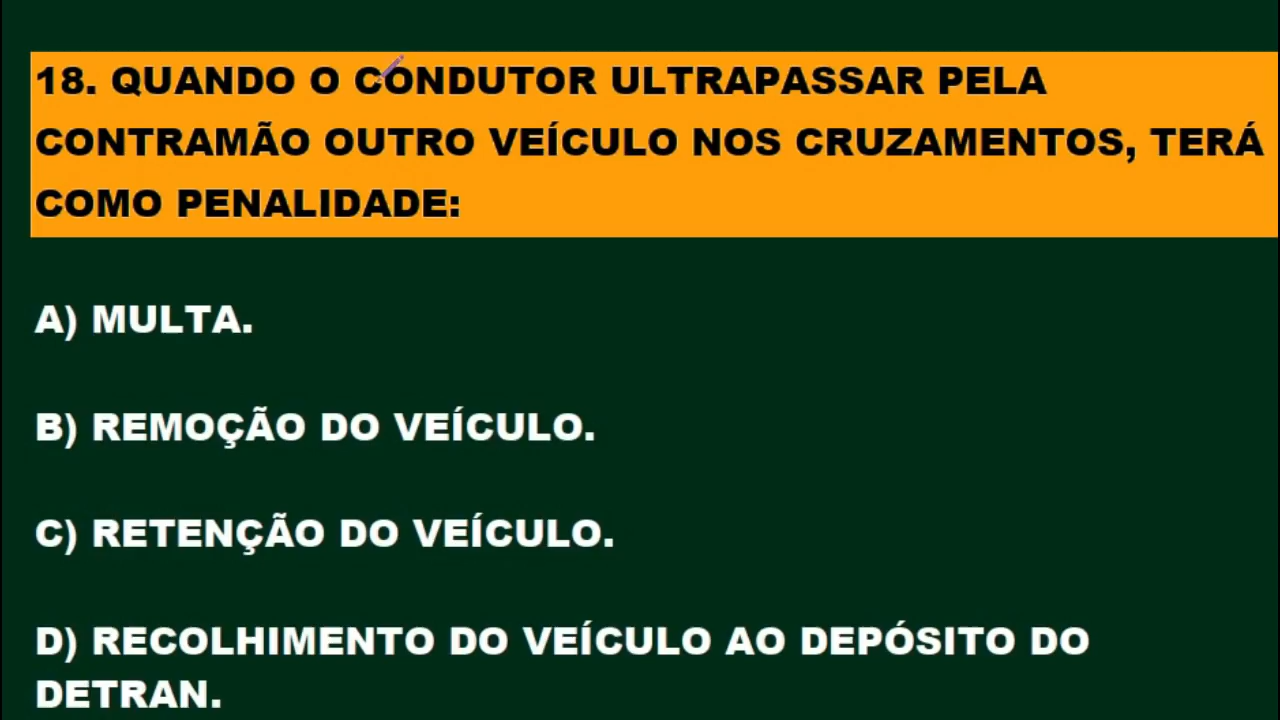 18. QUANDO O CONDUTOR ULTRAPASSAR PELA
CONTRAMÃO OUTRO VEÍCULO NOS CRUZAMENTOS, TERÁ
COMO PENALIDADE:
A) MULTA.
B) REMOÇÃO DO VEÍCULO.
C) RETENÇÃO DO VEÍCULO.
D) RECOLHIMENTO DO VEÍCULO AO DEPÓSITO DO
DETRAN.